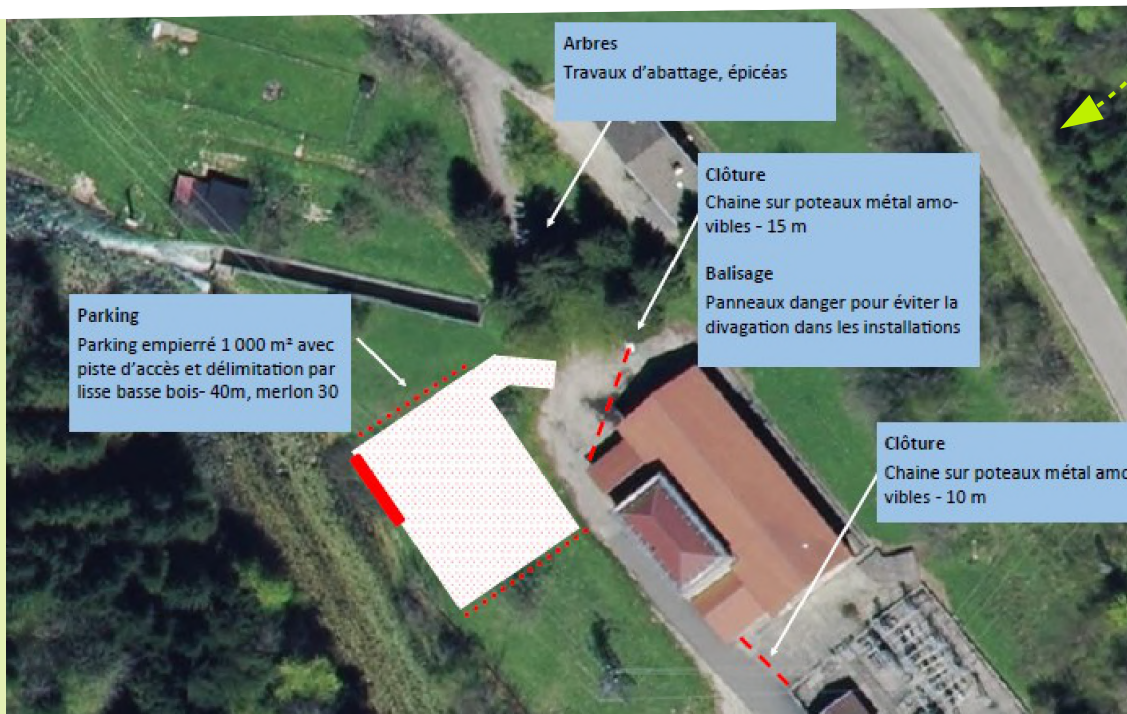 Arbres
Travaux d'abattage, épicéas
Clôture
Chaine sur poteaux métal amo-
vibles - 15 m
Balisage
Panneaux danger pour éviter la
divagation dans les installations
Parking
Parking empierré 1 000 m² avec
piste d'accès et délimitation par
lisse basse bois- 40m, merlon 30
Clôture
Chaine sur poteaux métal amo
vibles - 10 m